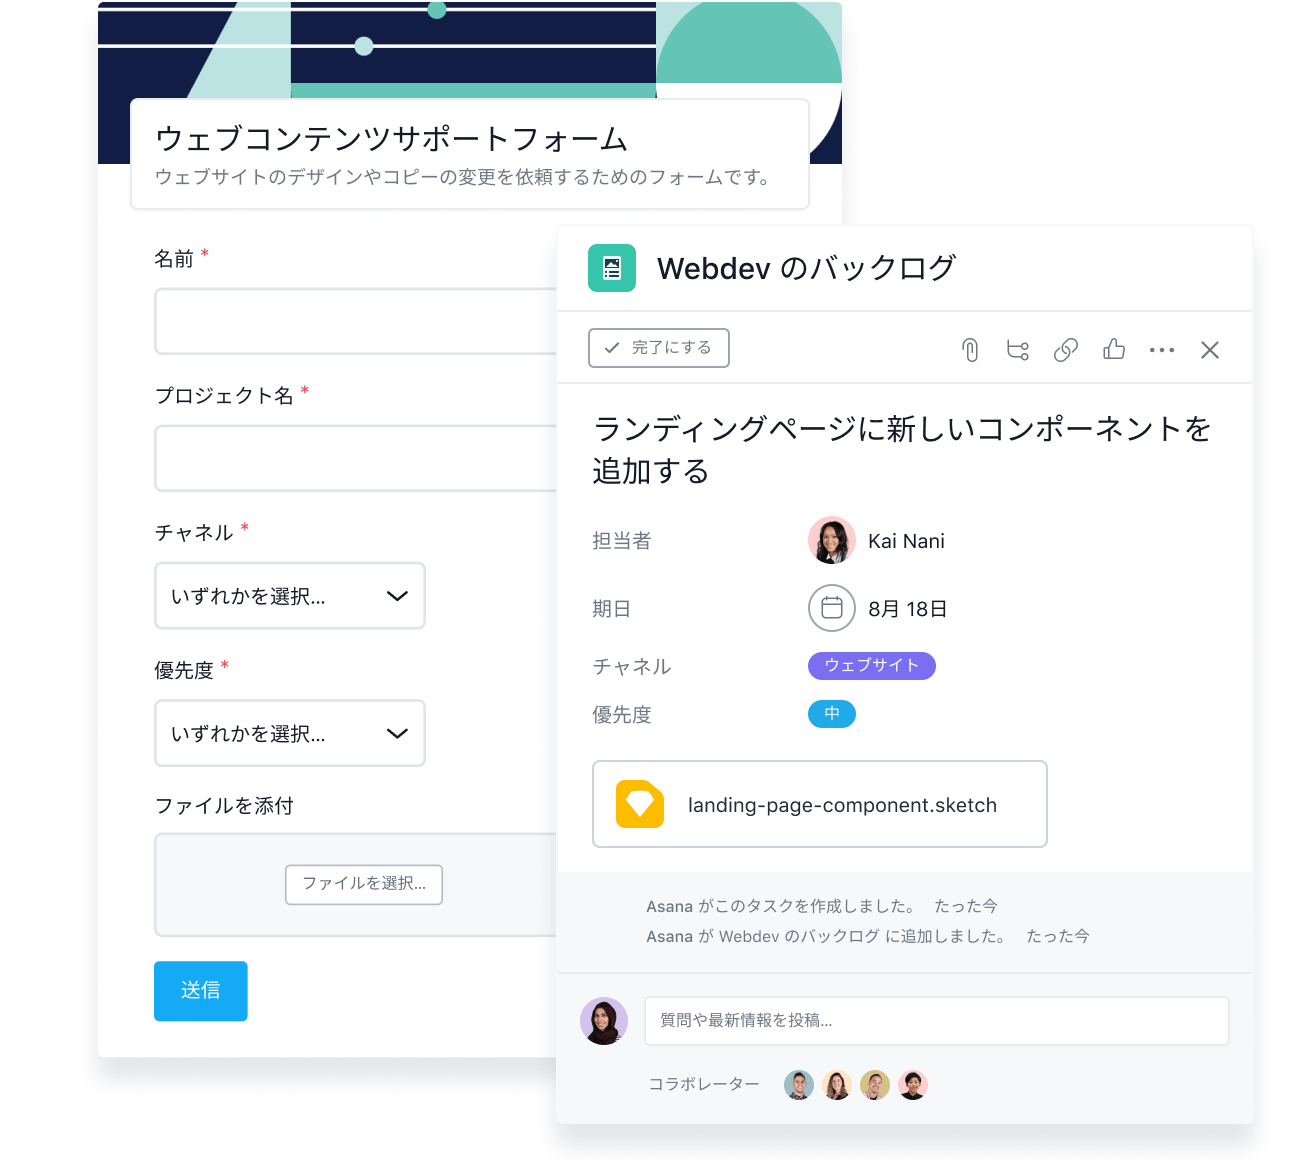 ウェブコンテンツサポートフォーム
ウェブサイトのデザインやコピーの変更を依頼するためのフォームです。
名前 *
プロジェクト名 *
チャネル *
いずれかを選択...
優先度 *
いずれかを選択...
ファイルを添付
ファイルを選択...
送信
Webdev のバックログ
完了にする
ランディングページに新しいコンポーネントを
追加する
担当者 Kai Nani
期日 8月 18日
チャネル ウェブサイト
優先度 中
landing-page-component.sketch
Asana がこのタスクを作成しました。 たった今
Asana が Webdev のバックログ に追加しました。 たった今
質問や最新情報を投稿...
コラボレーター